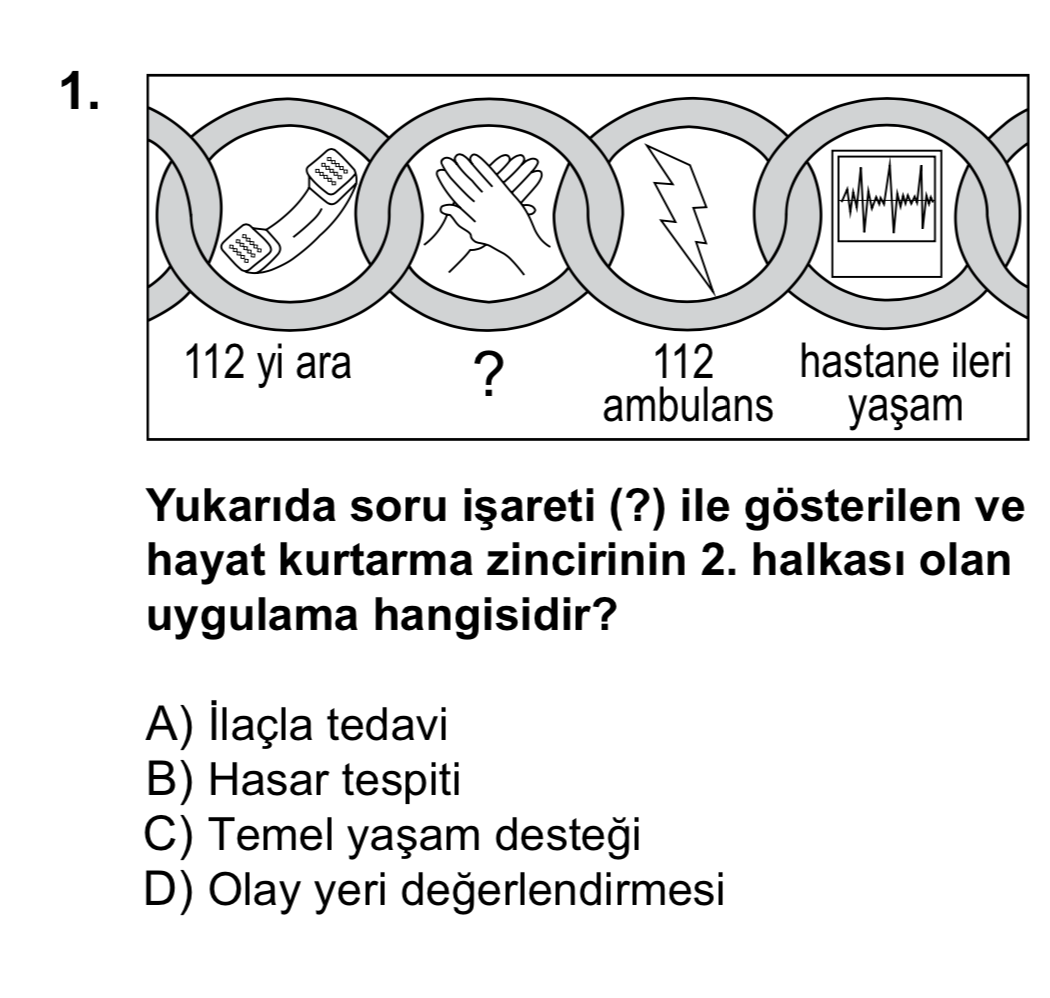 1.
112 yi ara
?
112
ambulans
hastane ileri
yaşam
Yukarıda soru işareti (?) ile gösterilen ve
hayat kurtarma zincirinin 2. halkası olan
uygulama hangisidir?
A) İlaçla tedavi
B) Hasar tespiti
C) Temel yaşam desteği
D) Olay yeri değerlendirmesi